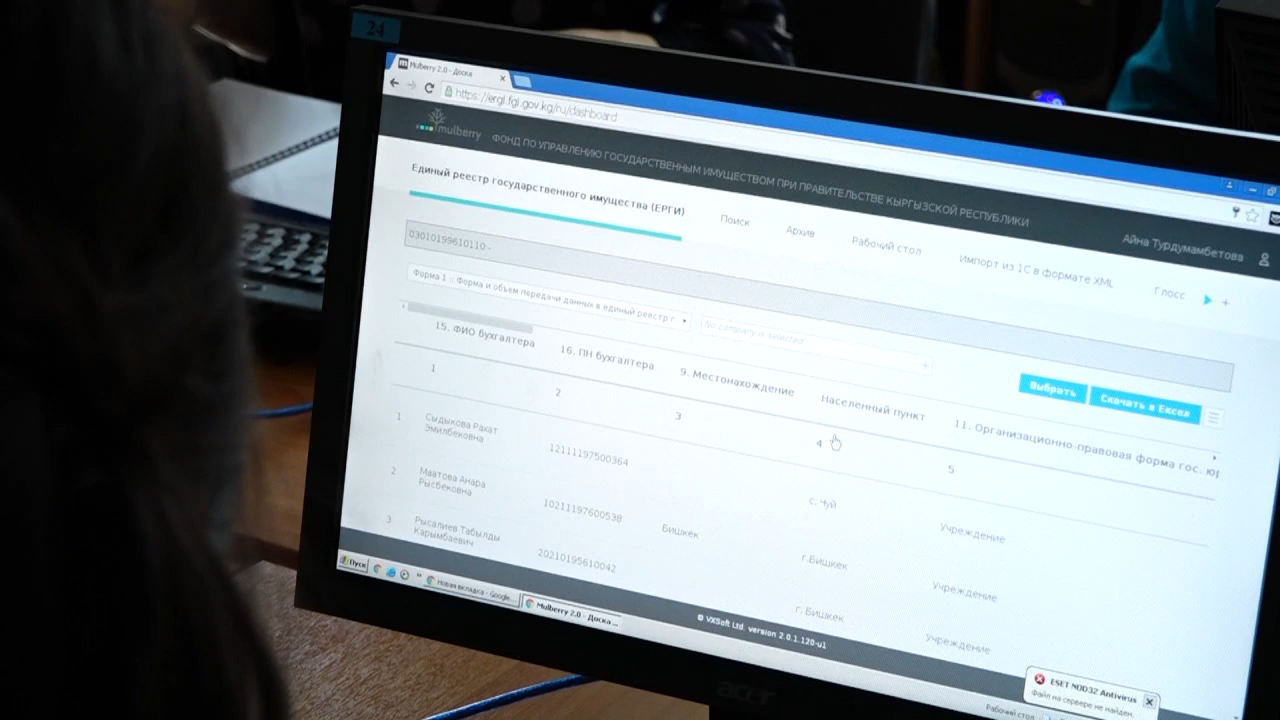 24
Mulberry 2.0 - Доска
https://ergi.fgi.gov.kg/ru/dashboard
mulberry
ФОНД ПО УПРАВЛЕНИЮ ГОСУДАРСТВЕННЫМ ИМУЩЕСТВОМ ПРИ ПРАВИТЕЛЬСТВЕ КЫРГЫЗСКОЙ РЕСПУБЛИКИ
Айна Турдумамбетова
Единый реестр государственного имущества (ЕРГИ)
Поиск
Архив
Рабочий стол
Импорт из 1С в формате XML
Глосс
03010199610110 -
Форма 1 :: Форма и объем передачи данных в единый реестр г
No company is selected
Выбрать
Скачать в Excel
15. ФИО бухгалтера
16. ПН бухгалтера
9. Местонахождение
Населенный пункт
11. Организационно-правовая форма гос. юр
1
2
3
4
5
1
Сыдыкова Рахат
Эмилбековна
12111197500364
с. Чуй
Учреждение
2
Маатова Анара
Рысбековна
10211197600538
Бишкек
г.Бишкек
Учреждение
3
Рысалиев Табылды
Карымбаевич
20210195610042
г. Бишкек
Учреждение
© VXSoft Ltd. version 2.0.1.120-u1
Пуск
Новая вкладка - Google...
Mulberry 2.0 - Доска ...
ESET NOD32 Antivirus
Файл на сервере не найден.
Рабочий стол
acer